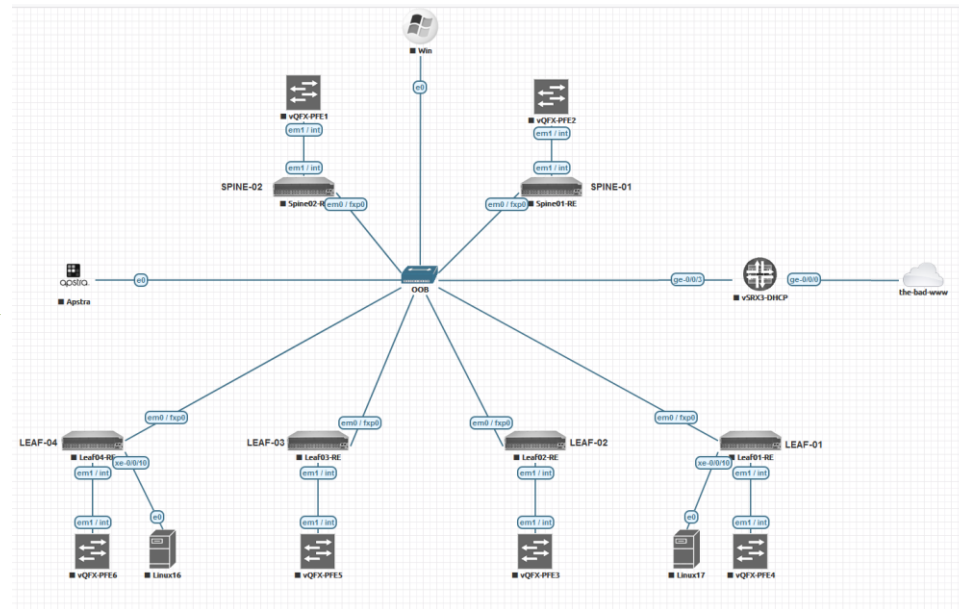 Win
e0
vQFX-PFE1
vQFX-PFE2
em1 / int
em1 / int
em1 / int
em1 / int
SPINE-02
SPINE-01
Spine02-R
em0 / fxp0
em0 / fxp0
Spine01-RE
apstra.
e0
OOB
ge-0/0/3
ge-0/0/0
Apstra
vSRX3-DHCP
the-bad-www
em0 / fxp0
em0 / fxp0
em0 / fxp0
em0 / fxp0
LEAF-04
LEAF-03
LEAF-02
LEAF-01
Leaf04-RE
xe-0/0/10
Leaf03-RE
Leaf02-RE
xe-0/0/10
Leaf01-RE
em1 / int
em1 / int
em1 / int
em1 / int
em1 / int
e0
em1 / int
em1 / int
e0
em1 / int
vQFX-PFE6
Linux16
vQFX-PFE5
vQFX-PFE3
Linux17
vQFX-PFE4